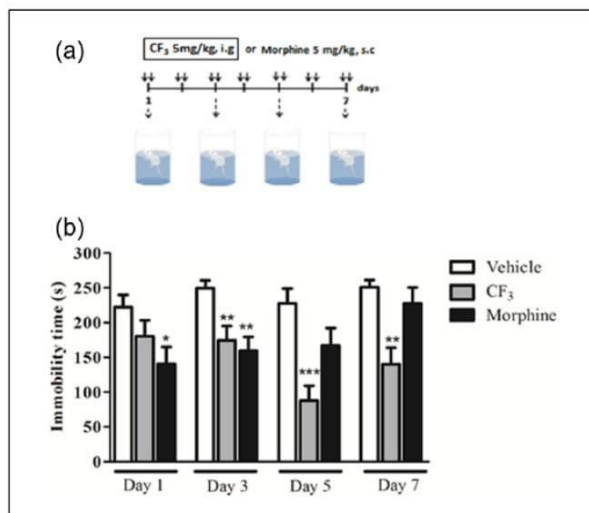 (a)
CF₃ 5mg/kg, i.g or Morphine 5 mg/kg, s.c
days
1 7
(b)
300
250
200
150
100
50
0
Immobility time (s)
Vehicle
CF₃
Morphine
* ** ** *** **
Day 1 Day 3 Day 5 Day 7